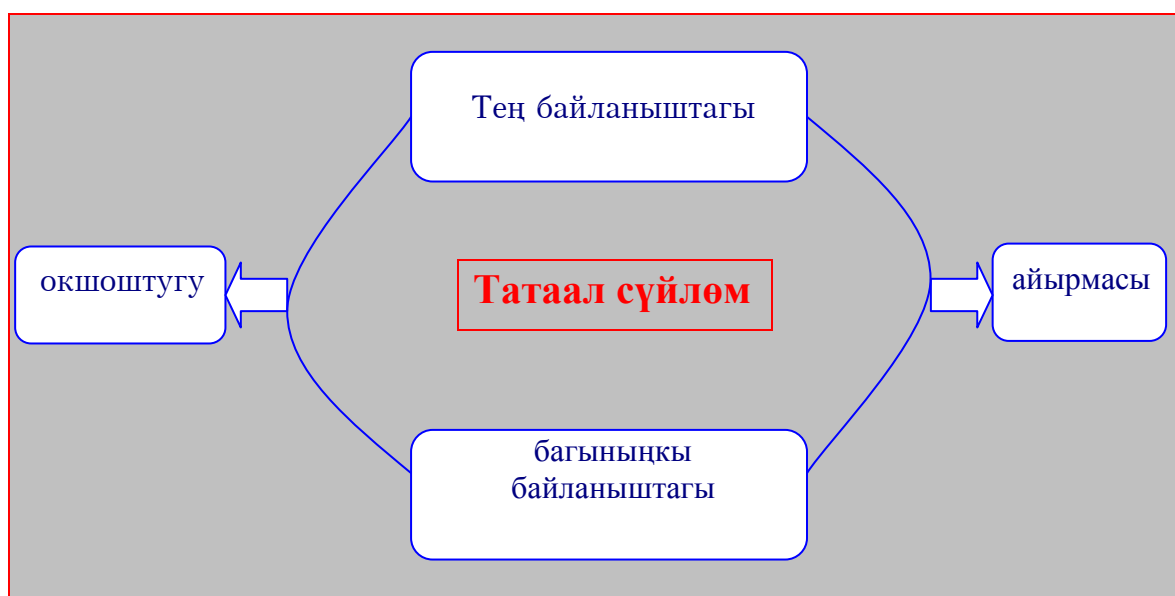 Тең байланыштагы
окшоштугу
Татаал сүйлөм
айырмасы
багыныңкы
байланыштагы